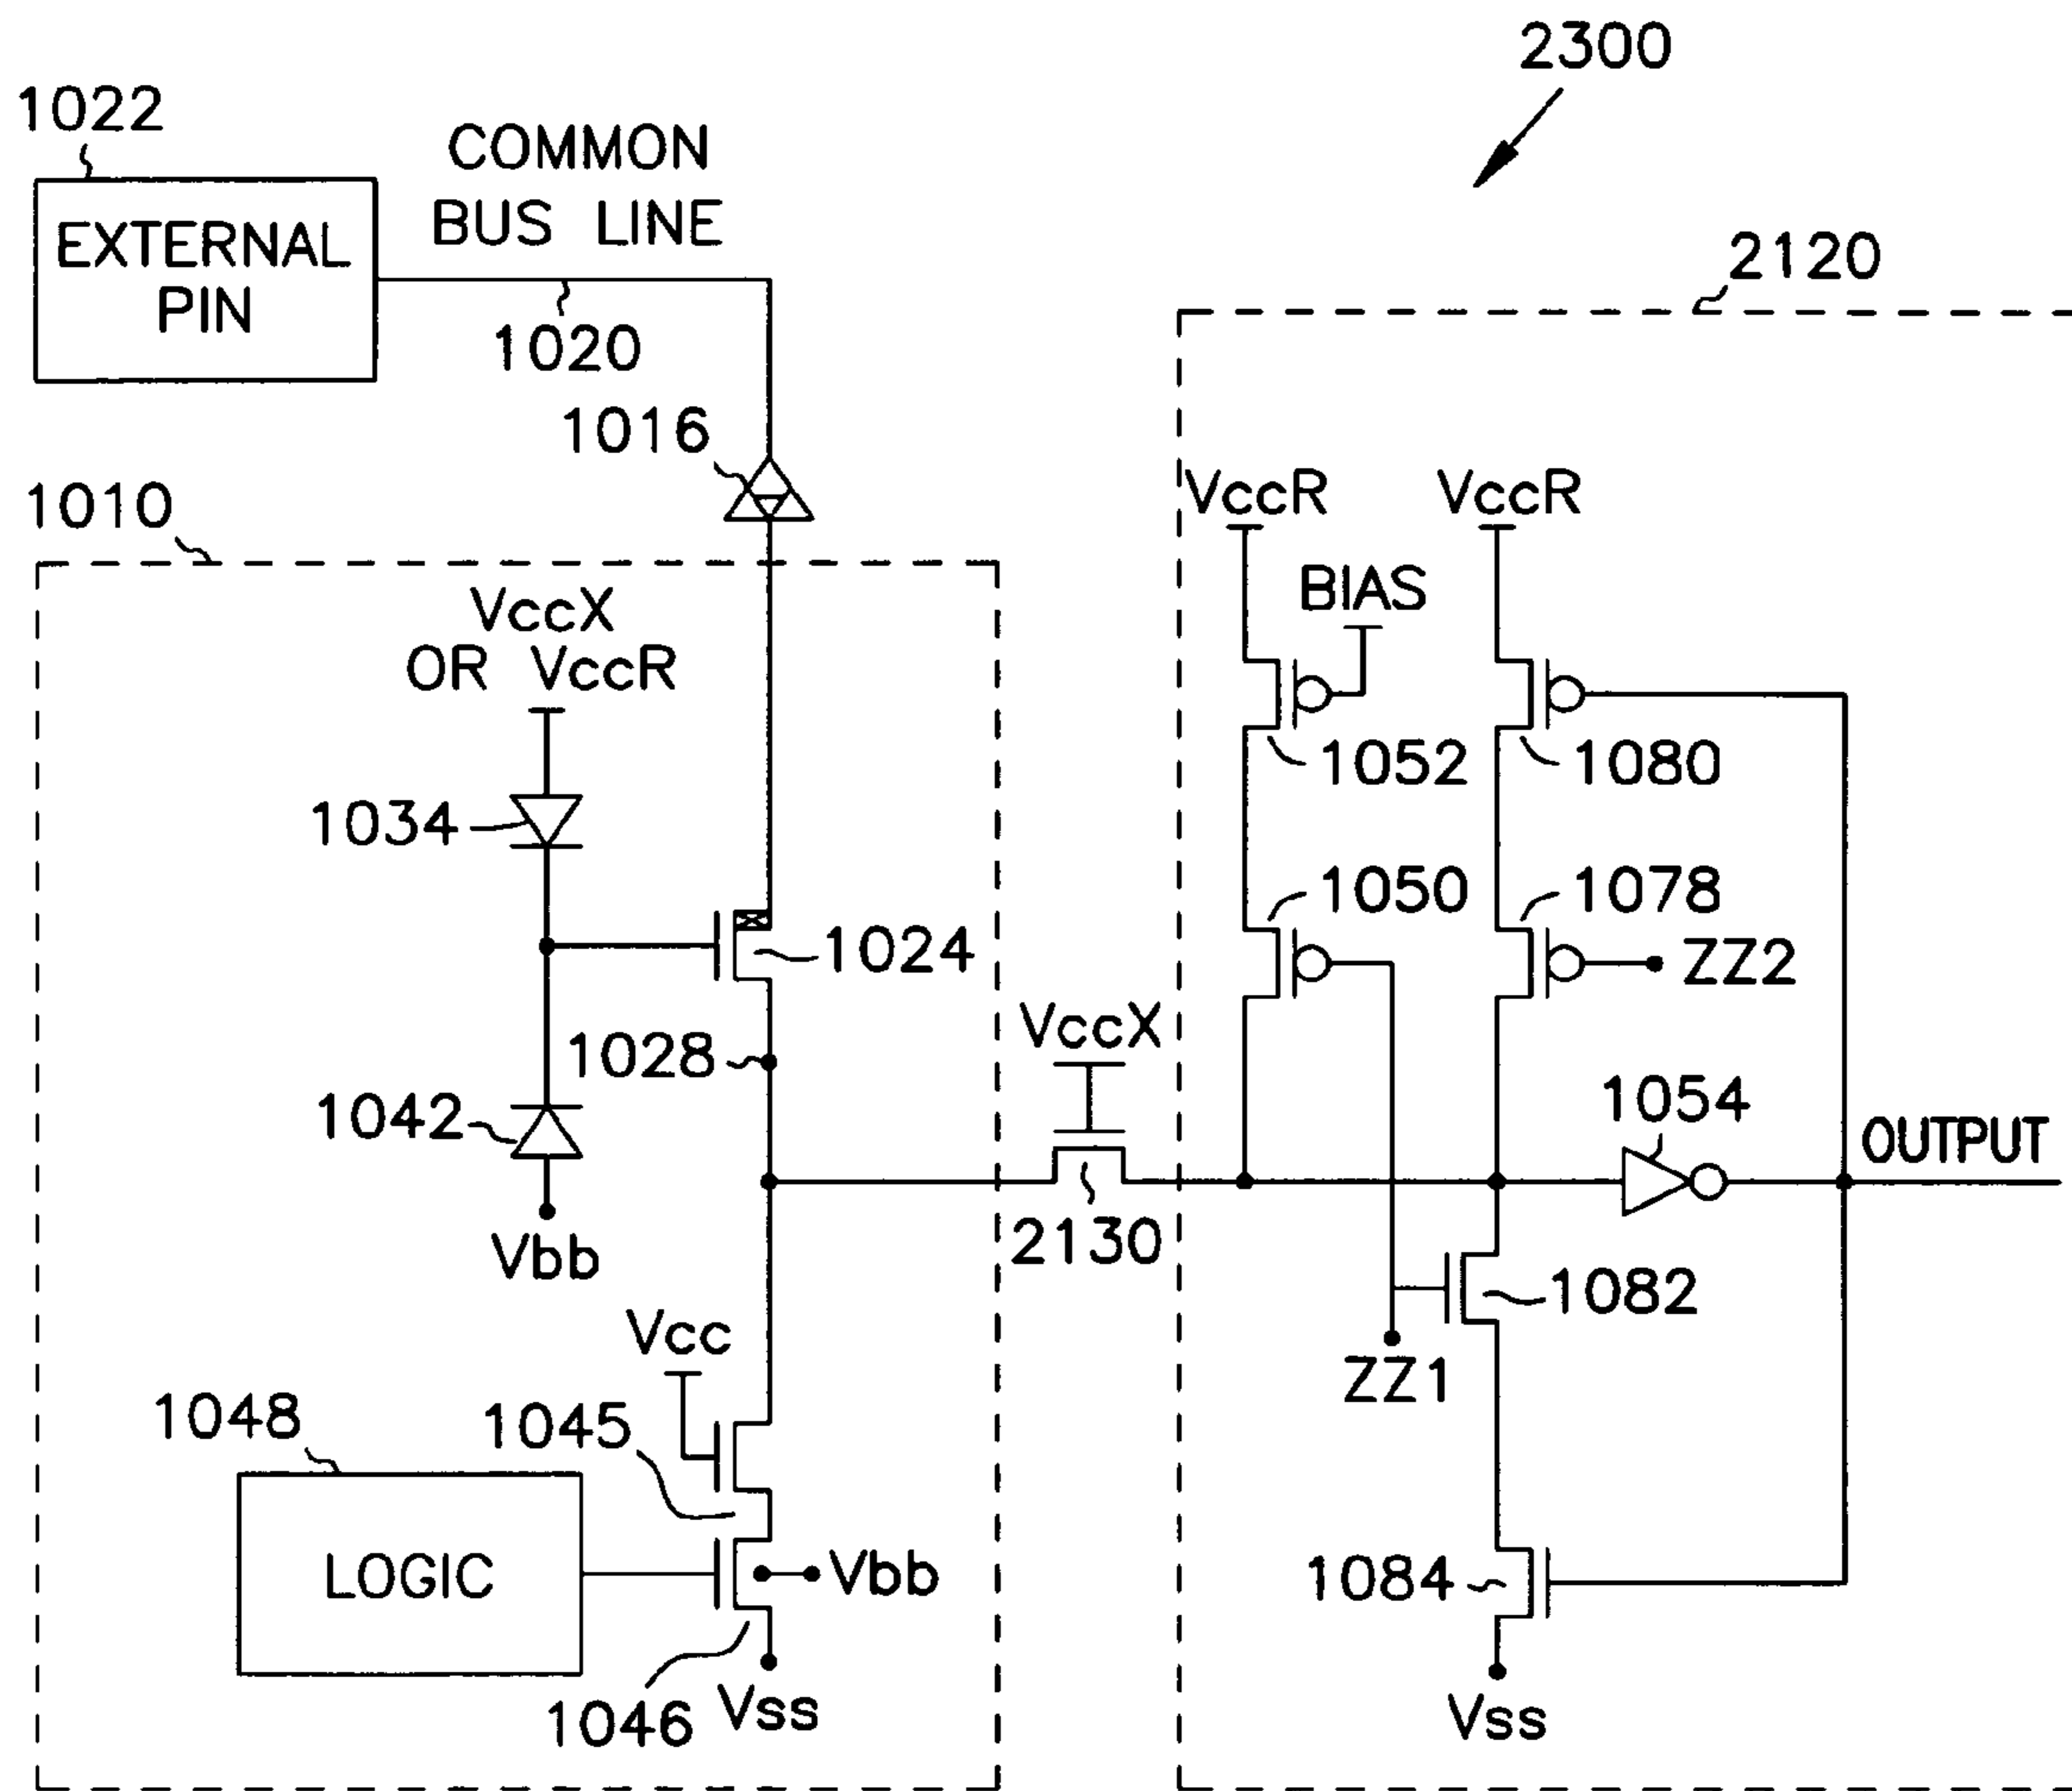 2300
1022
COMMON
BUS LINE
EXTERNAL
PIN
1020
2120
1016
1010
VccR
VccR
BIAS
VccX
OR VccR
1052
1080
1034
1050
1078
1024
ZZ2
VccX
1028
1054
1042
OUTPUT
2130
Vbb
1082
Vcc
ZZ1
1048
1045
LOGIC
Vbb
1084
1046
Vss
Vss